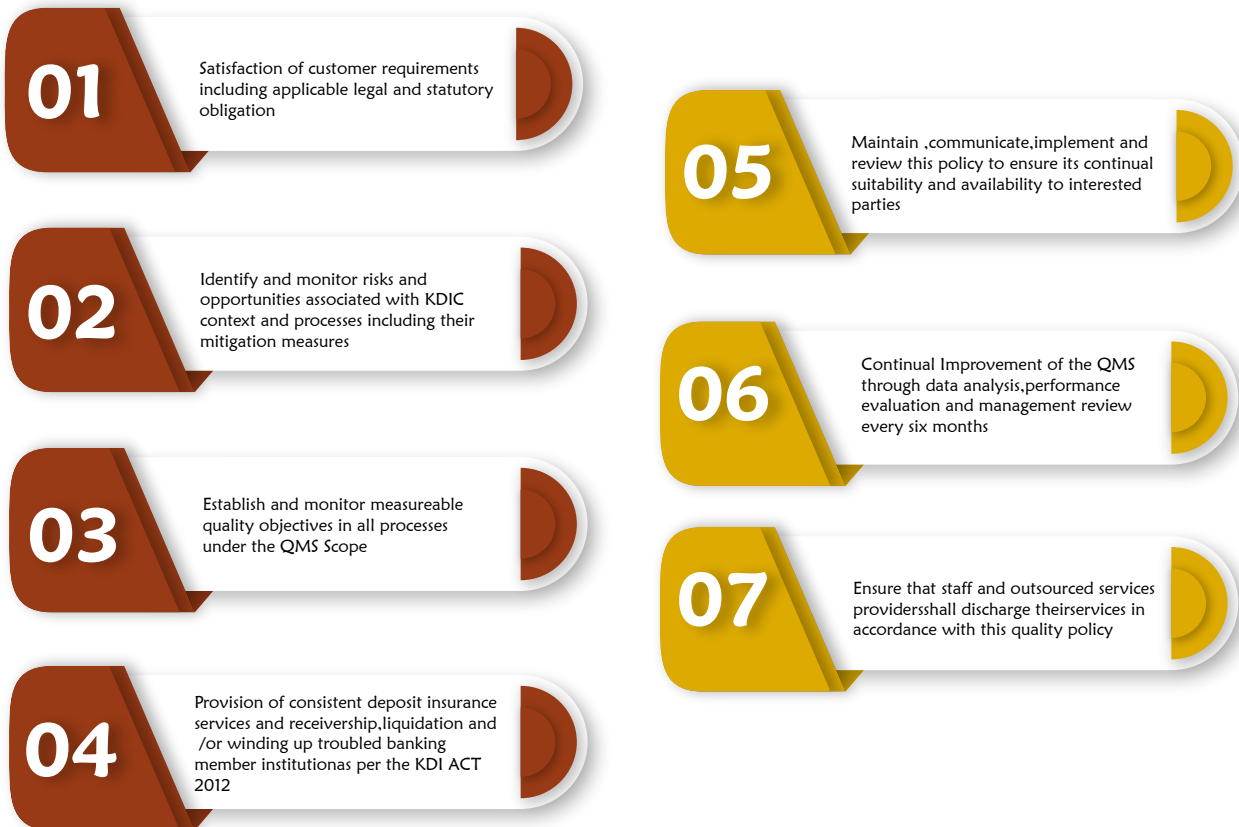 01
Satisfaction of customer requirements
including applicable legal and statutory
obligation
02
Identify and monitor risks and
opportunities associated with KDIC
context and processes including their
mitigation measures
03
Establish and monitor measureable
quality objectives in all processes
under the QMS Scope
04
Provision of consistent deposit insurance
services and receivership,liquidation and
/or winding up troubled banking
member institutionas per the KDI ACT
2012
05
Maintain ,communicate,implement and
review this policy to ensure its continual
suitability and availability to interested
parties
06
Continual Improvement of the QMS
through data analysis,performance
evaluation and management review
every six months
07
Ensure that staff and outsourced services
providersshall discharge theirservices in
accordance with this quality policy